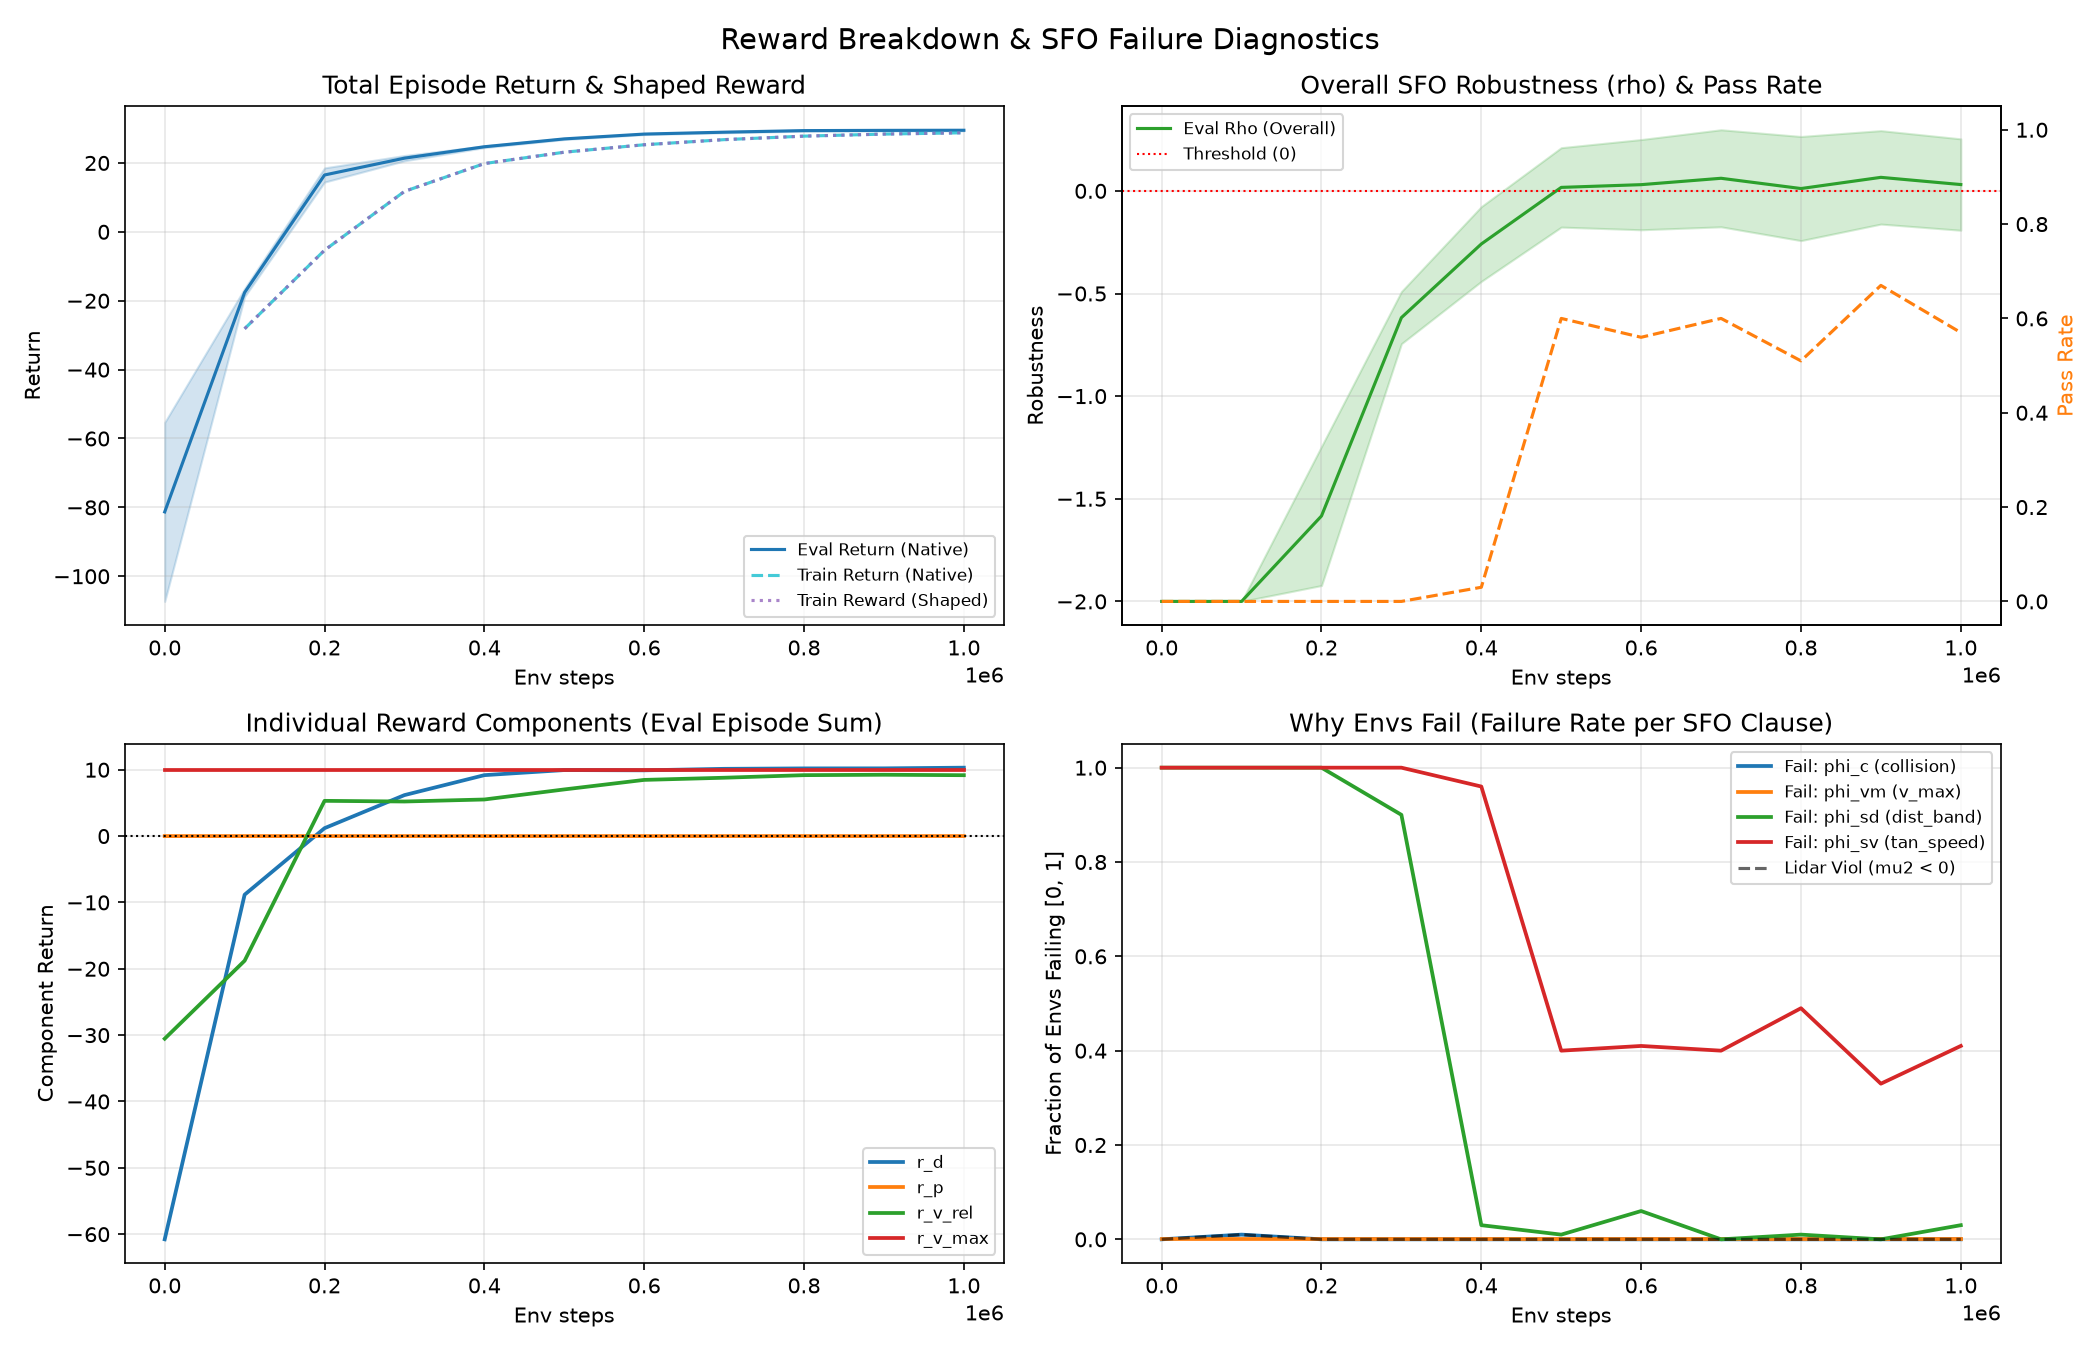 Reward Breakdown & SFO Failure Diagnostics
Total Episode Return & Shaped Reward
Return
20
0
−20
−40
−60
−80
−100
Eval Return (Native)
Train Return (Native)
Train Reward (Shaped)
0.0 0.2 0.4 0.6 0.8 1.0
1e6
Env steps
Overall SFO Robustness (rho) & Pass Rate
Robustness
0.0
−0.5
−1.0
−1.5
−2.0
Eval Rho (Overall)
Threshold (0)
1.0
0.8
0.6
0.4
0.2
0.0
Pass Rate
0.0 0.2 0.4 0.6 0.8 1.0
1e6
Env steps
Individual Reward Components (Eval Episode Sum)
Component Return
10
0
−10
−20
−30
−40
−50
−60
r_d
r_p
r_v_rel
r_v_max
0.0 0.2 0.4 0.6 0.8 1.0
1e6
Env steps
Why Envs Fail (Failure Rate per SFO Clause)
Fraction of Envs Failing [0, 1]
1.0
0.8
0.6
0.4
0.2
0.0
Fail: phi_c (collision)
Fail: phi_vm (v_max)
Fail: phi_sd (dist_band)
Fail: phi_sv (tan_speed)
Lidar Viol (mu2 < 0)
0.0 0.2 0.4 0.6 0.8 1.0
1e6
Env steps